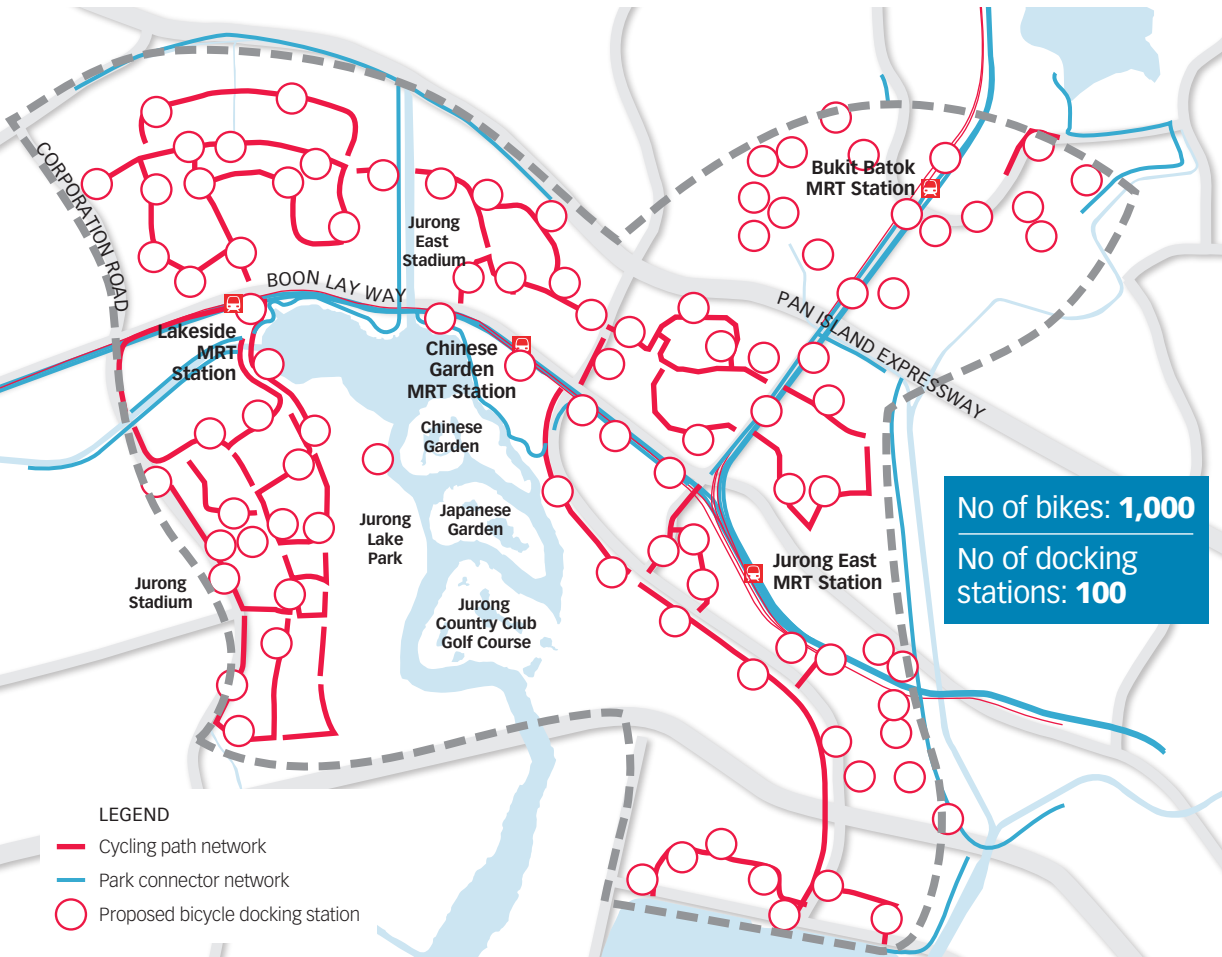 CORPORATION ROAD
Bukit Batok
MRT Station
Jurong
East
Stadium
BOON LAY WAY
PAN ISLAND EXPRESSWAY
Lakeside
MRT
Station
Chinese
Garden
MRT Station
Chinese
Garden
Japanese
Garden
Jurong
Lake
Park
No of bikes: 1,000
No of docking
stations: 100
Jurong East
MRT Station
Jurong
Stadium
Jurong
Country Club
Golf Course
LEGEND
Cycling path network
Park connector network
Proposed bicycle docking station